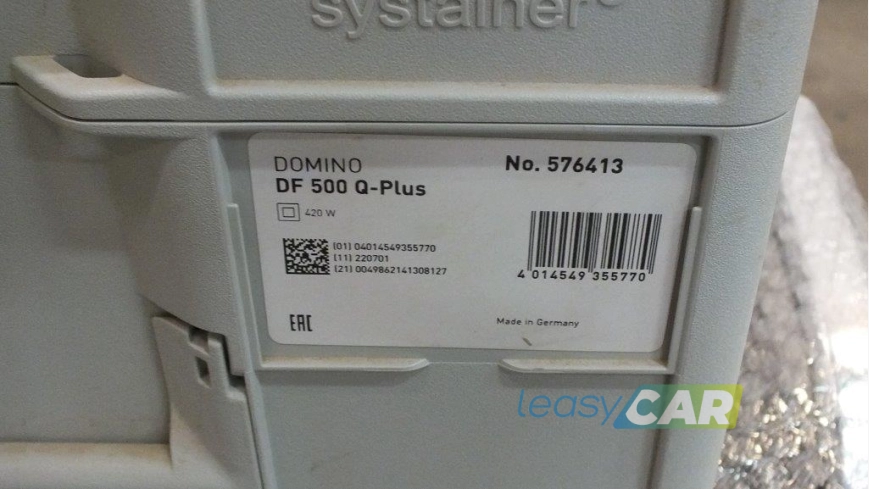 systainer®
DOMINO
DF 500 Q-Plus
No. 576413
420 W
(01) 04014549355770
(11) 220701
(21) 0049862141308127
4 014549 355770
EAC
Made in Germany
leasyCAR